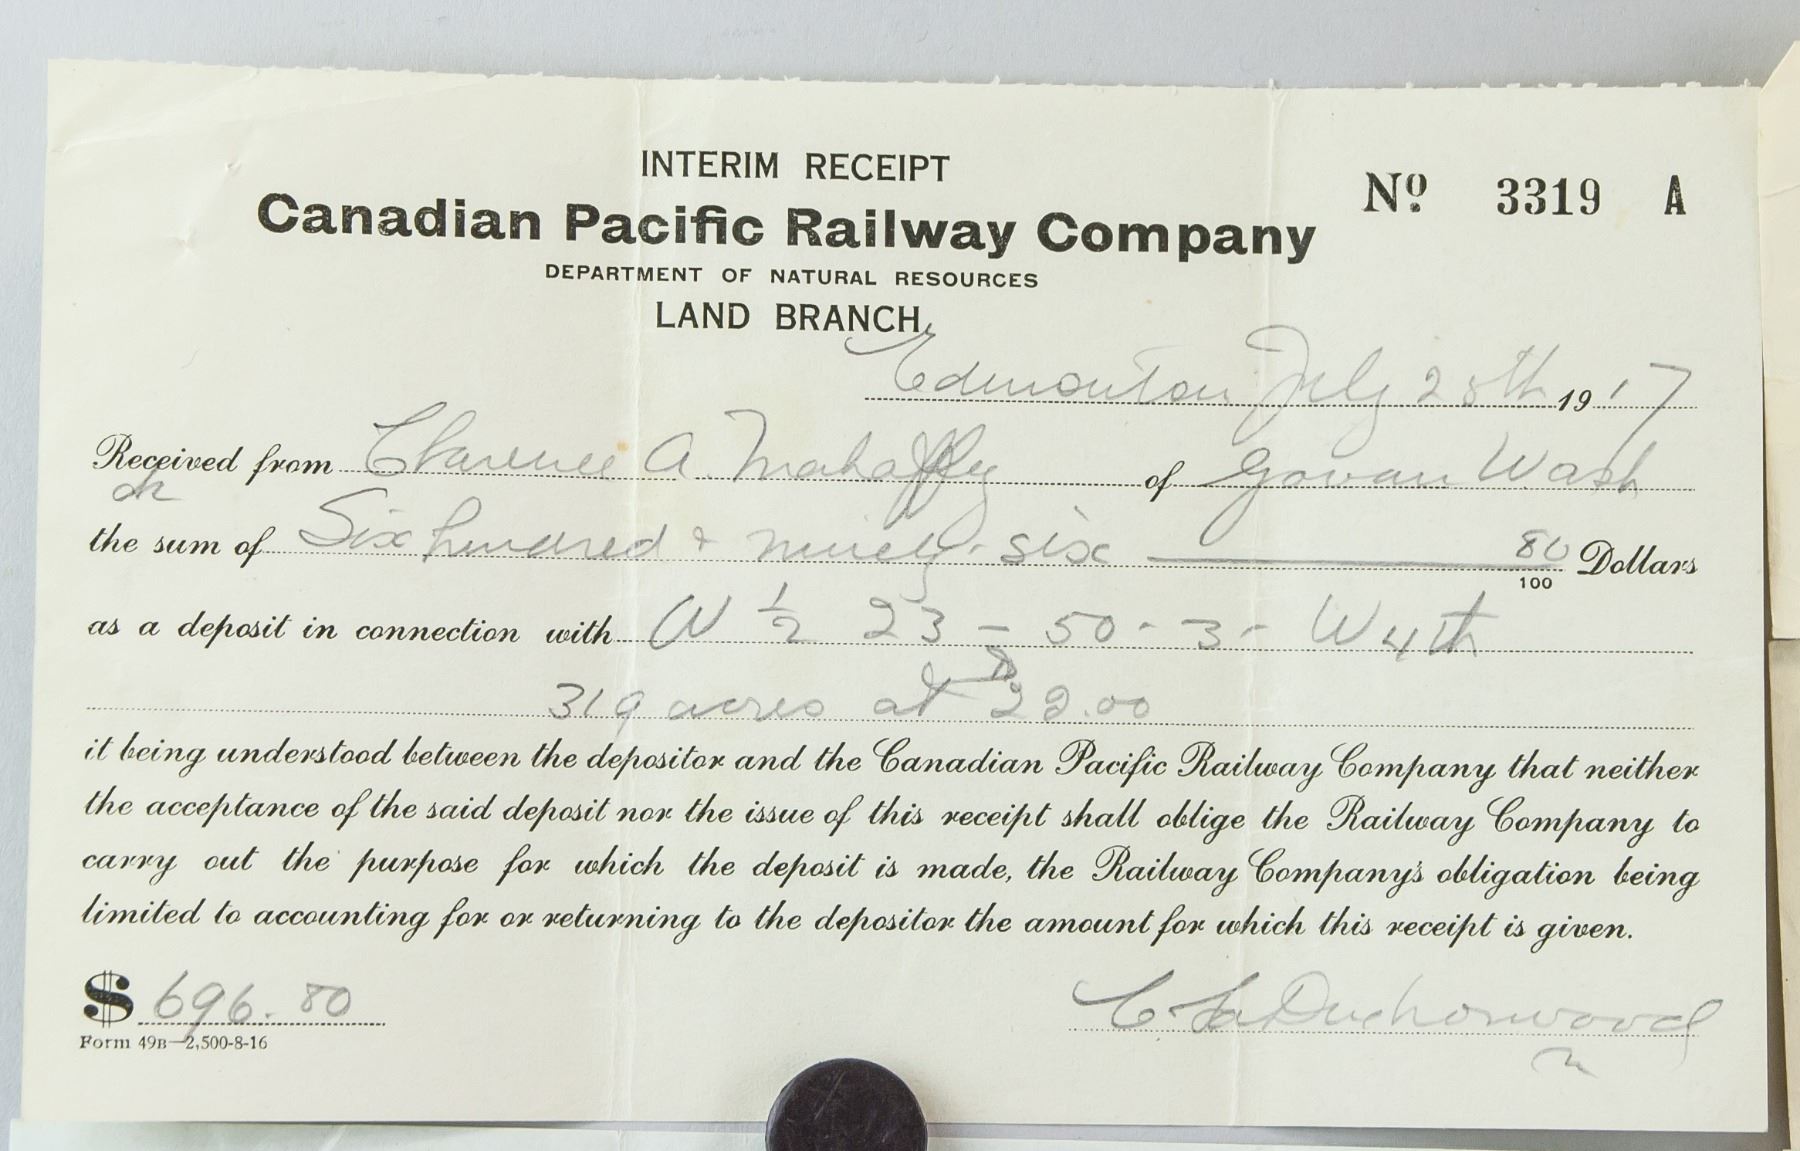 INTERIM RECEIPT
Nº 3319 A
Canadian Pacific Railway Company
DEPARTMENT OF NATURAL RESOURCES
LAND BRANCH
Edmonton July 28th 1917
Received from Clarence A. Mahaffey of Govan Wash
ch
the sum of Six hundred + ninety-six 80/100 Dollars
as a deposit in connection with W ½ 23 - 50 - 3 - W4th
319 acres at 22.00
it being understood between the depositor and the Canadian Pacific Railway Company that neither
the acceptance of the said deposit nor the issue of this receipt shall oblige the Railway Company to
carry out the purpose for which the deposit is made, the Railway Company's obligation being
limited to accounting for or returning to the depositor the amount for which this receipt is given.
$ 696.80
Form 49B—2,500-8-16